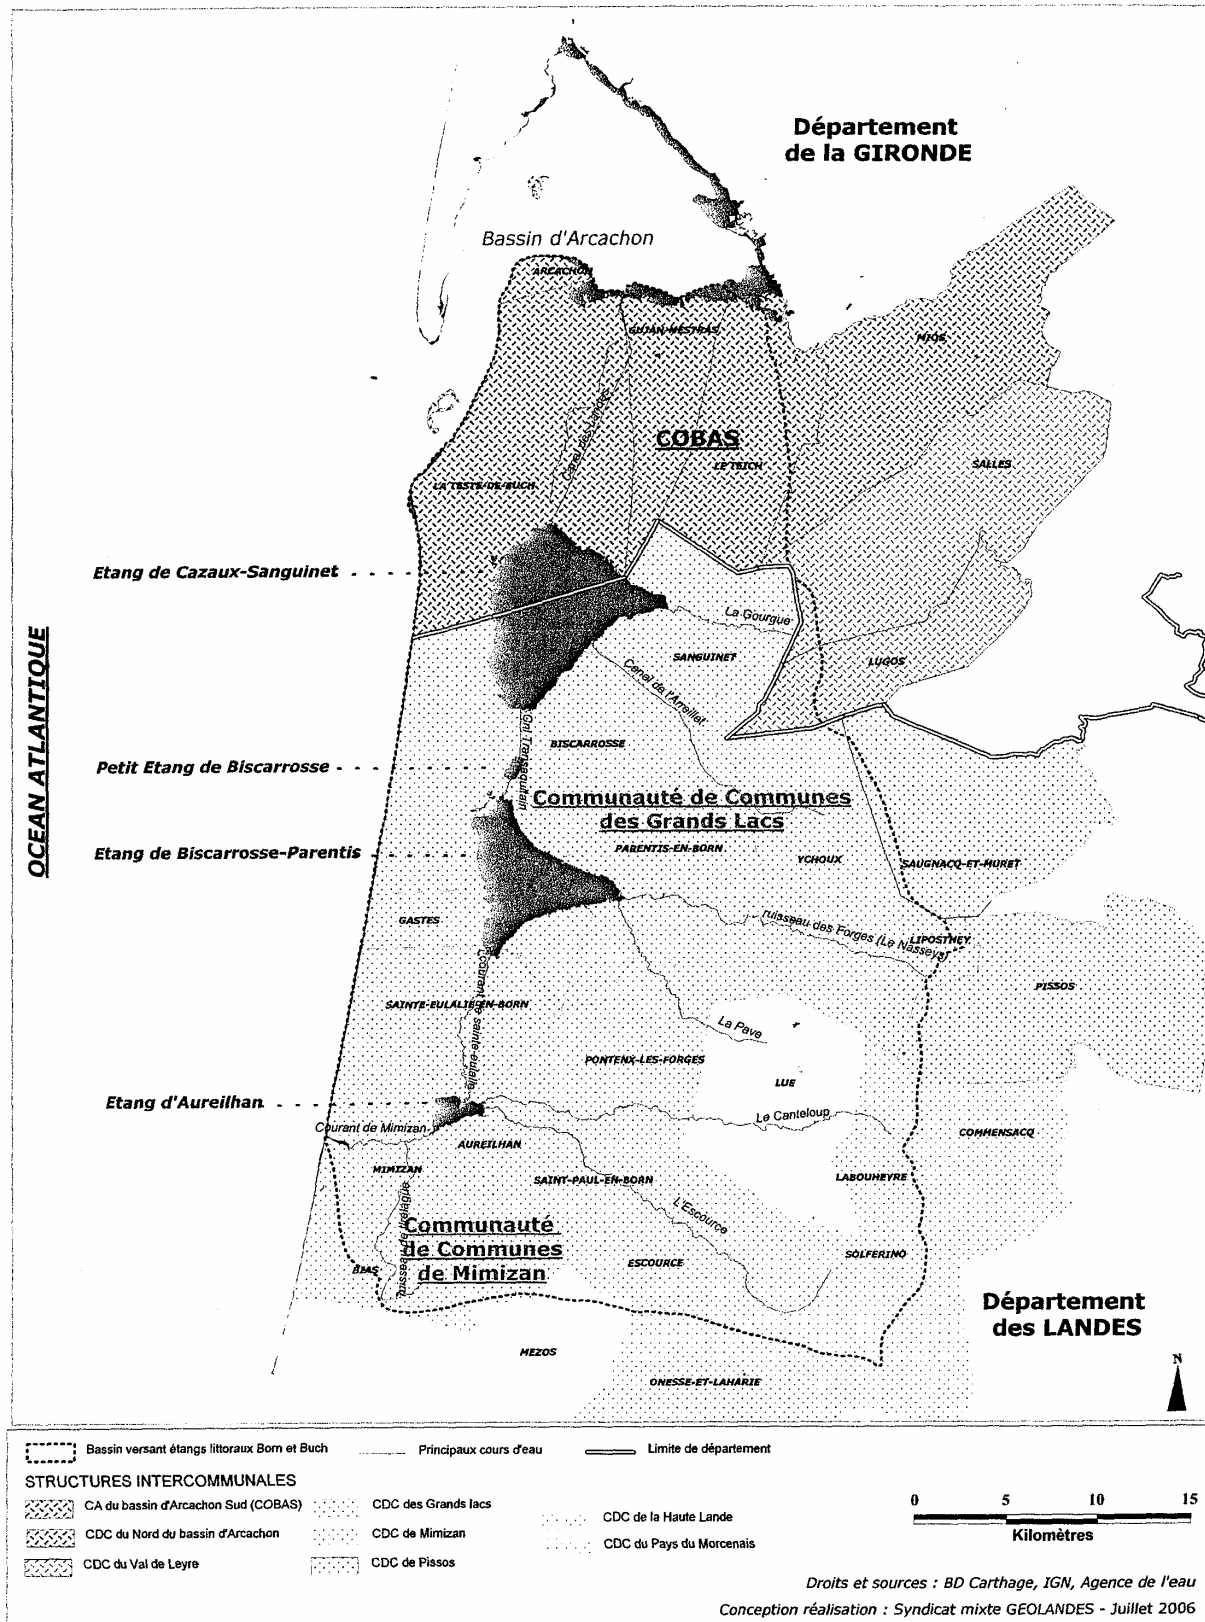 Département
de la GIRONDE
Bassin d'Arcachon
ARCACHON
GUJAN-MESTRAS
MIOS
Canal des Landes
COBAS
LE TEICH
SALLES
LA TESTE-DE-BUCH
Etang de Cazaux-Sanguinet
La Gourgue
OCEAN ATLANTIQUE
SANGUINET
LUGOS
Canal de l'Arreillet
Cnl Transaquitain
BISCARROSSE
Petit Etang de Biscarrosse
Communauté de Communes
des Grands Lacs
Etang de Biscarrosse-Parentis
PARENTIS-EN-BORN
YCHOUX
SAUGNACQ-ET-MURET
GASTES
ruisseau des Forges (Le Nasseys)
LIPOSTHEY
PISSOS
SAINTE-EULALIE-EN-BORN
courant de sainte-eulalie
La Pave
PONTENX-LES-FORGES
LUE
Etang d'Aureilhan
Le Canteloup
Courant de Mimizan
AUREILHAN
COMMENSACQ
MIMIZAN
SAINT-PAUL-EN-BORN
LABOUHEYRE
L'Escource
Communauté
de Communes
de Mimizan
ruisseau de
BIAS
ESCOURCE
SOLFERINO
Département
des LANDES
MEZOS
ONESSE-ET-LAHARIE
N
Bassin versant étangs littoraux Born et Buch
Principaux cours d'eau
Limite de département
STRUCTURES INTERCOMMUNALES
CA du bassin d'Arcachon Sud (COBAS)
CDC du Nord du bassin d'Arcachon
CDC du Val de Leyre
CDC des Grands lacs
CDC de Mimizan
CDC de Pissos
CDC de la Haute Lande
CDC du Pays du Morcenais
0 5 10 15
Kilomètres
Droits et sources : BD Carthage, IGN, Agence de l'eau
Conception réalisation : Syndicat mixte GEOLANDES - Juillet 2006